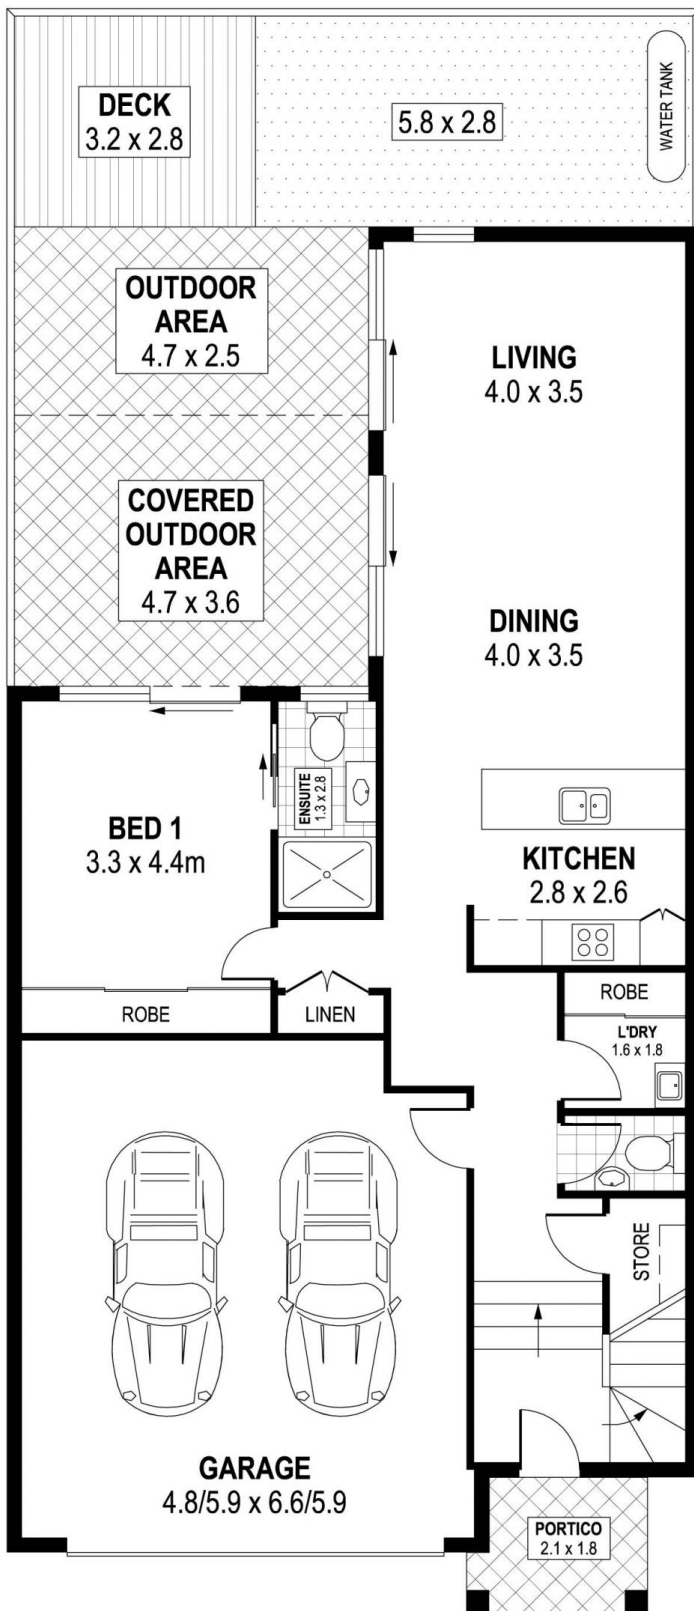 DECK
3.2 x 2.8
5.8 x 2.8
WATER TANK
OUTDOOR
AREA
4.7 x 2.5
LIVING
4.0 x 3.5
COVERED
OUTDOOR
AREA
4.7 x 3.6
DINING
4.0 x 3.5
ENSUITE
1.3 x 2.8
BED 1
3.3 x 4.4m
KITCHEN
2.8 x 2.6
ROBE
LINEN
ROBE
L'DRY
1.6 x 1.8
STORE
GARAGE
4.8/5.9 x 6.6/5.9
PORTICO
2.1 x 1.8